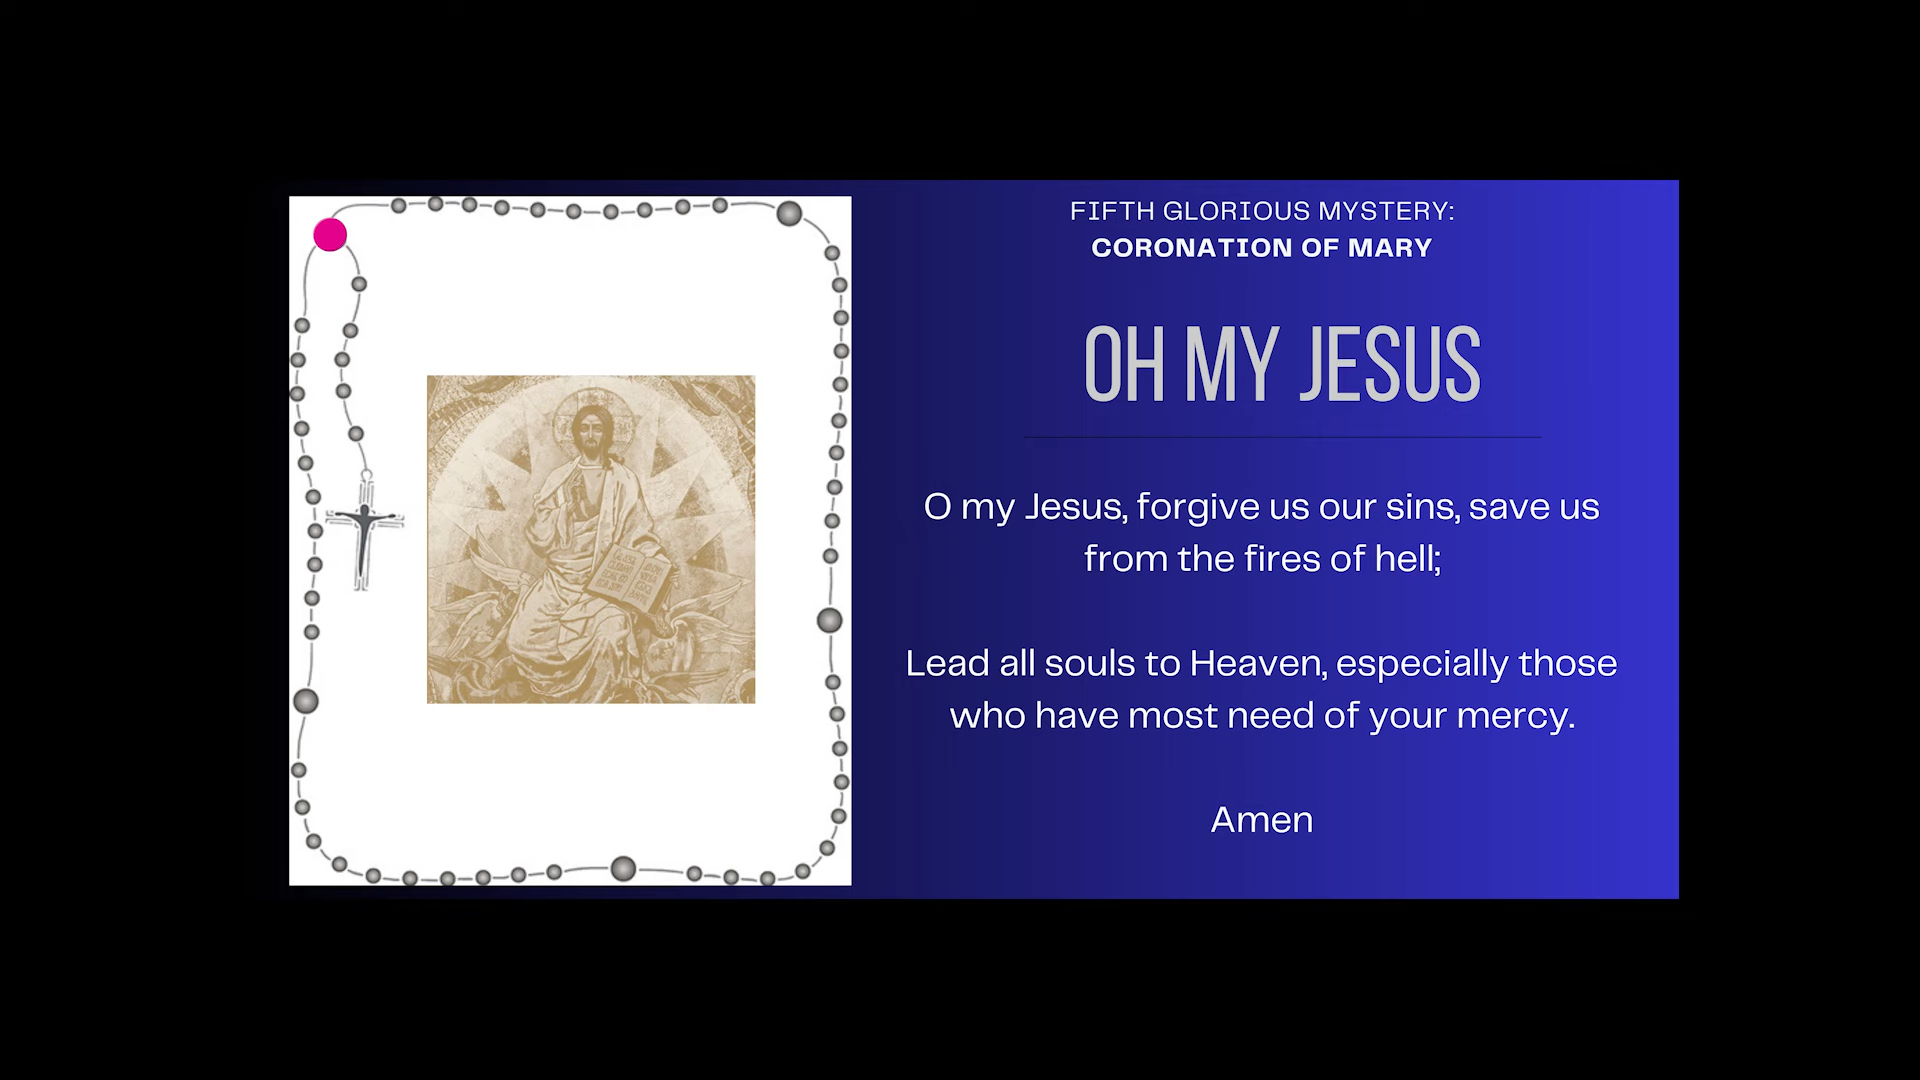 FIFTH GLORIOUS MYSTERY:
CORONATION OF MARY
OH MY JESUS
O my Jesus, forgive us our sins, save us
from the fires of hell;
Lead all souls to Heaven, especially those
who have most need of your mercy.
Amen